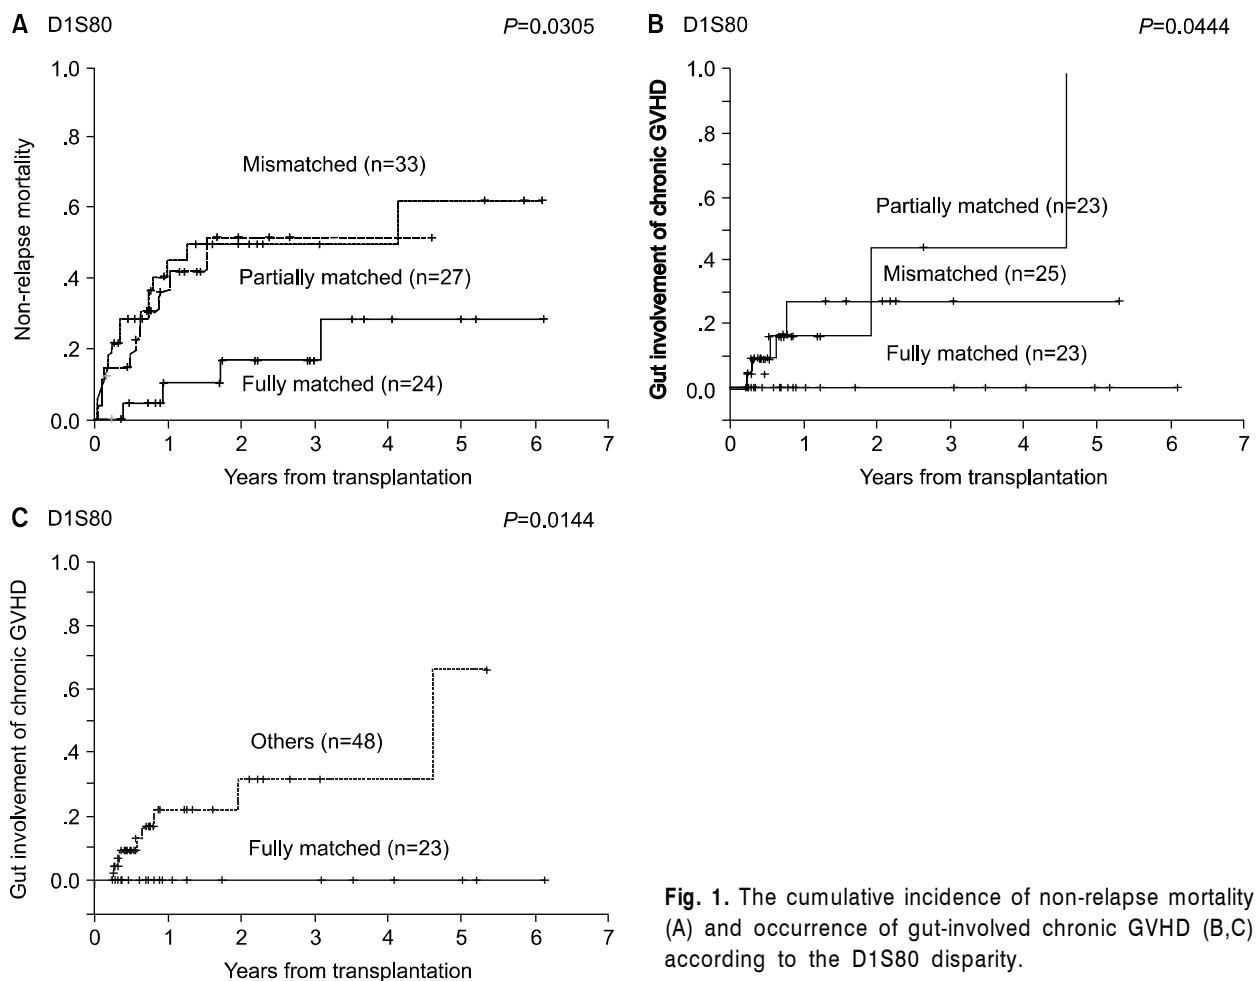 A D1S80 P=0.0305
Non-relapse mortality
1.0
.8
.6
.4
.2
0.0
Mismatched (n=33)
Partially matched (n=27)
Fully matched (n=24)
0 1 2 3 4 5 6 7
Years from transplantation
B D1S80 P=0.0444
Gut involvement of chronic GVHD
1.0
.8
.6
.4
.2
0.0
Partially matched (n=23)
Mismatched (n=25)
Fully matched (n=23)
0 1 2 3 4 5 6 7
Years from transplantation
C D1S80 P=0.0144
Gut involvement of chronic GVHD
1.0
.8
.6
.4
.2
0.0
Others (n=48)
Fully matched (n=23)
0 1 2 3 4 5 6 7
Years from transplantation
Fig. 1. The cumulative incidence of non-relapse mortality
(A) and occurrence of gut-involved chronic GVHD (B,C)
according to the D1S80 disparity.